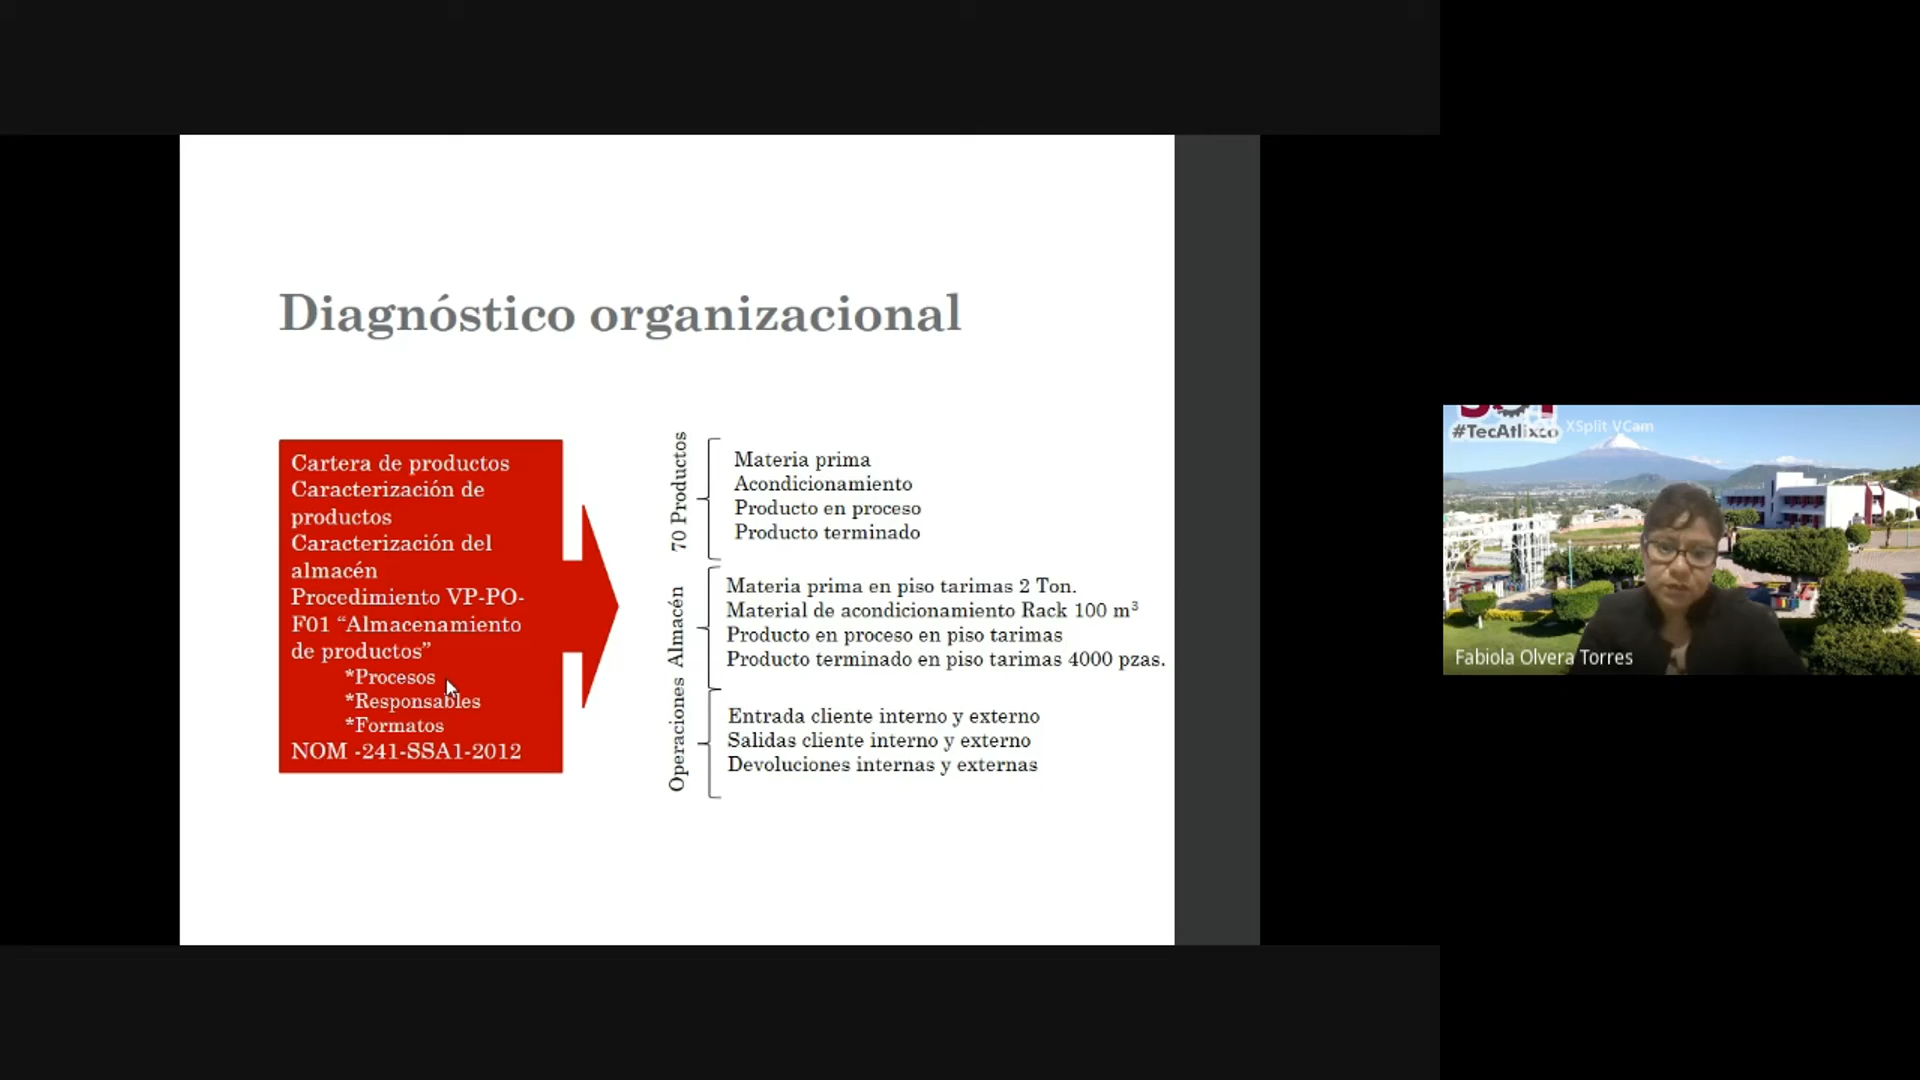 Diagnóstico organizacional
Cartera de productos
Caracterización de
productos
Caracterización del
almacén
Procedimiento VP-PO-
F01 “Almacenamiento
de productos”
*Procesos
*Responsables
*Formatos
NOM -241-SSA1-2012
70 Productos
Materia prima
Acondicionamiento
Producto en proceso
Producto terminado
Almacén
Materia prima en piso tarimas 2 Ton.
Material de acondicionamiento Rack 100 m³
Producto en proceso en piso tarimas
Producto terminado en piso tarimas 4000 pzas.
Operaciones
Entrada cliente interno y externo
Salidas cliente interno y externo
Devoluciones internas y externas
#TecAtlixco
XSplit VCam
Fabiola Olvera Torres